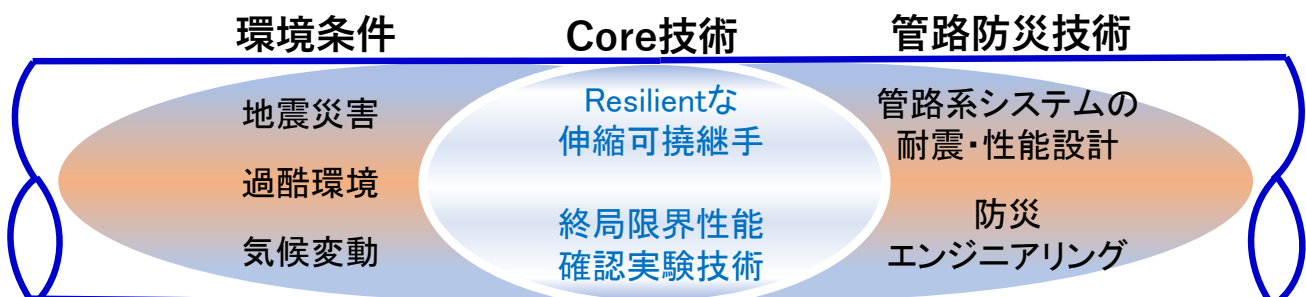 環境条件
地震災害
過酷環境
気候変動
Core技術
Resilientな
伸縮可撓継手
終局限界性能
確認実験技術
管路防災技術
管路系システムの
耐震・性能設計
防災
エンジニアリング